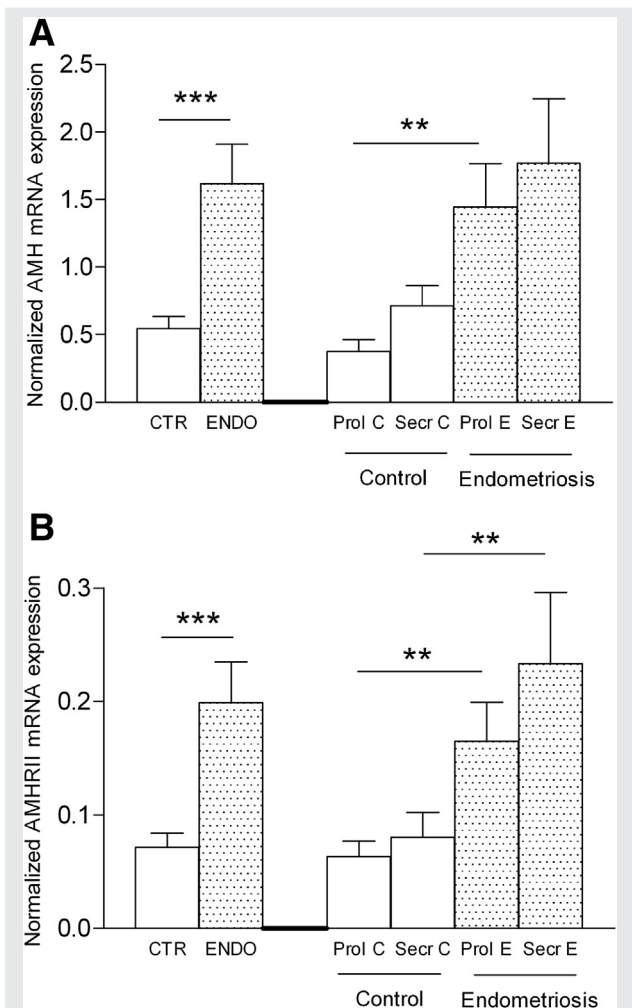 A
Normalized AMH mRNA expression
2.5
2.0
1.5
1.0
0.5
0.0
***
**
CTR ENDO Prol C Secr C Prol E Secr E
Control Endometriosis
B
Normalized AMHRII mRNA expression
0.3
0.2
0.1
0.0
***
**
**
CTR ENDO Prol C Secr C Prol E Secr E
Control Endometriosis